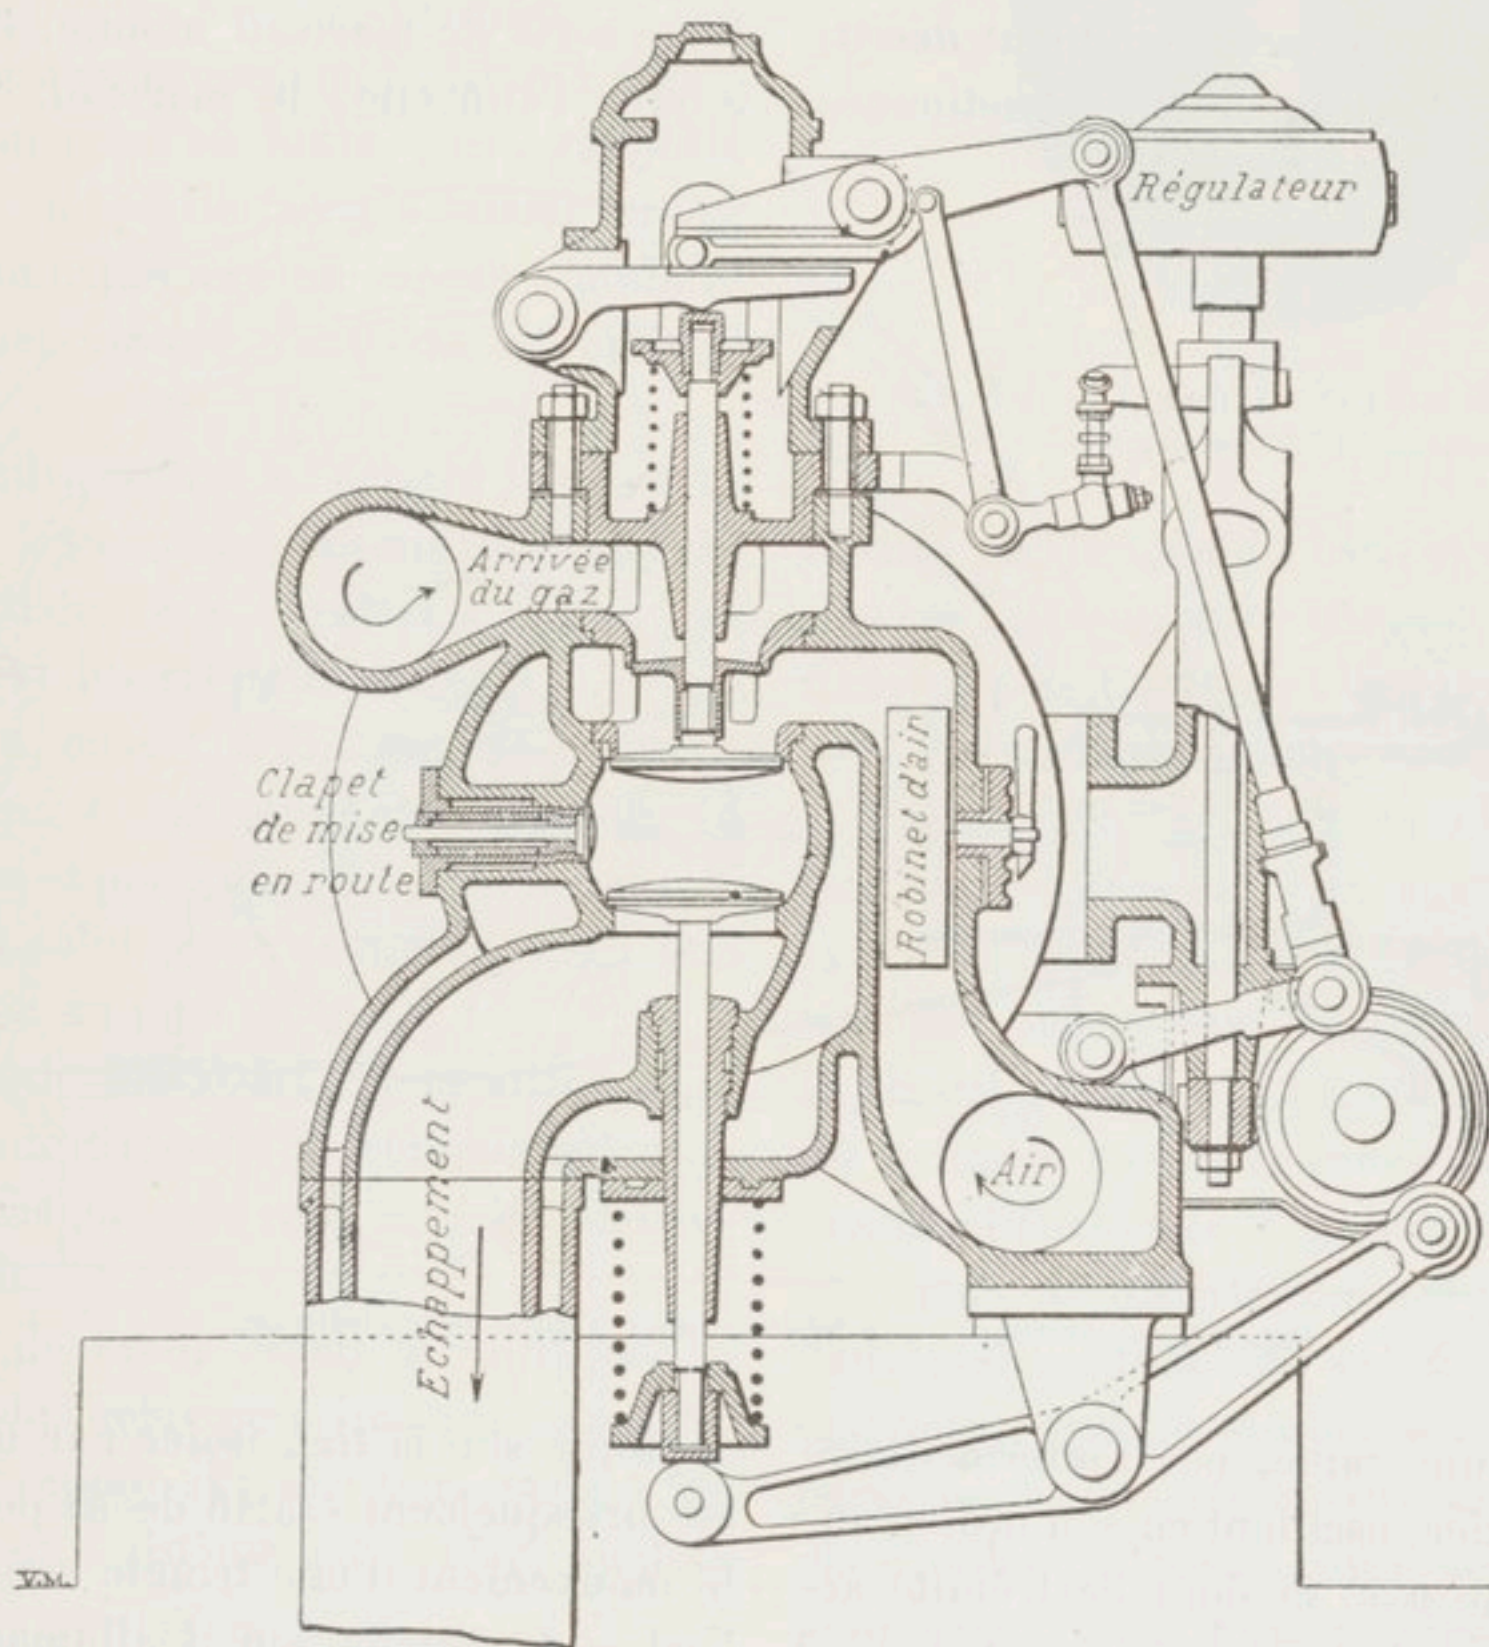 Régulateur
Arrivée
du gaz
Clapet
de mise
en route
Robinet d'air
Echappement
Air
V.M.